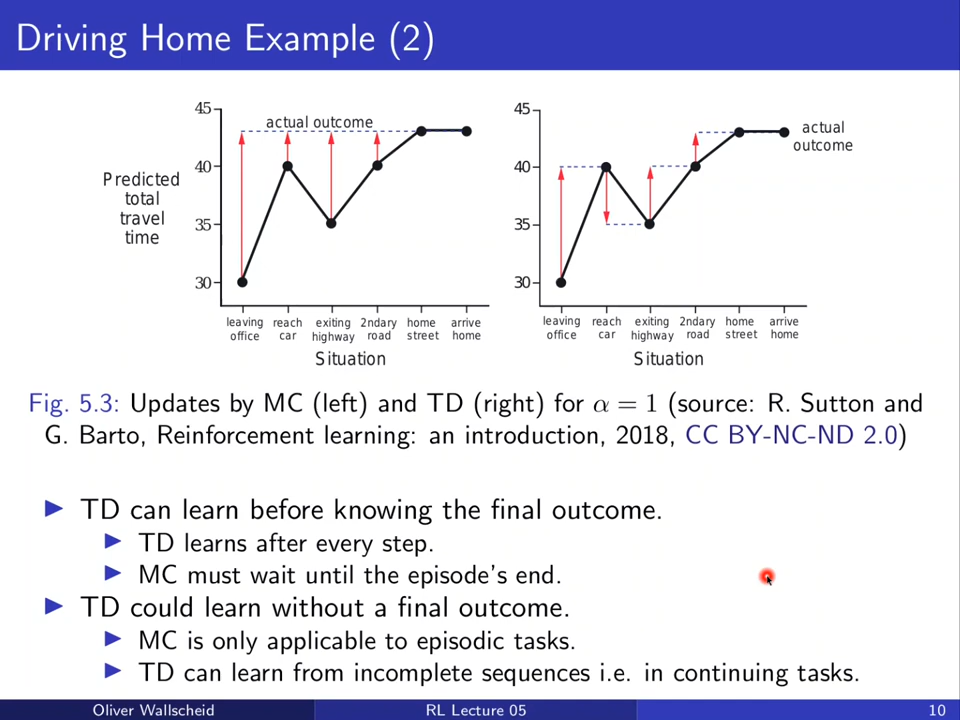 Driving Home Example (2)
45
40
35
30
actual outcome
Predicted
total
travel
time
leaving
office
reach
car
exiting
highway
2ndary
road
home
street
arrive
home
Situation
45
40
35
30
actual
outcome
leaving
office
reach
car
exiting
highway
2ndary
road
home
street
arrive
home
Situation
Fig. 5.3: Updates by MC (left) and TD (right) for α = 1 (source: R. Sutton and
G. Barto, Reinforcement learning: an introduction, 2018, CC BY-NC-ND 2.0)
TD can learn before knowing the final outcome.
TD learns after every step.
MC must wait until the episode's end.
TD could learn without a final outcome.
MC is only applicable to episodic tasks.
TD can learn from incomplete sequences i.e. in continuing tasks.
Oliver Wallscheid
RL Lecture 05
10